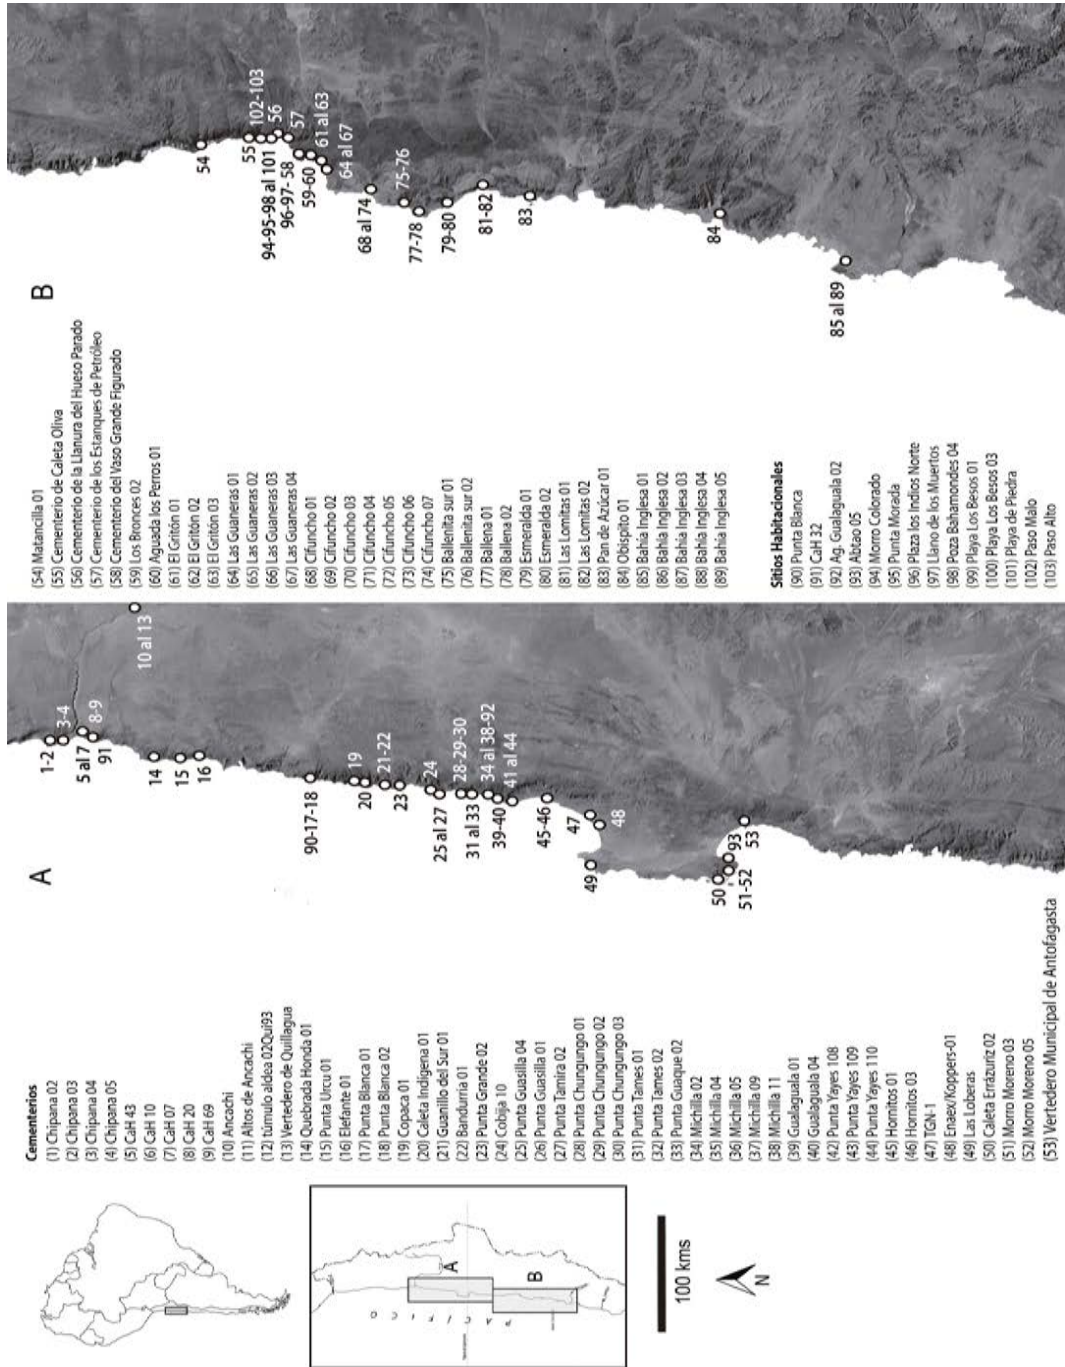 Cementerios
(1) Chipana 02
(2) Chipana 03
(3) Chipana 04
(4) Chipana 05
(5) CaH 43
(6) CaH 10
(7) CaH 07
(8) CaH 20
(9) CaH 69
(10) Ancachi
(11) Altos de Ancachi
(12) Túmulo aldea 02Qui93
(13) Vertedero de Quillagua
(14) Quebrada Honda 01
(15) Punta Urcu 01
(16) Elefante 01
(17) Punta Blanca 01
(18) Punta Blanca 02
(19) Copaca 01
(20) Caleta Indígena 01
(21) Guanillo del Sur 01
(22) Bandurria 01
(23) Punta Grande 02
(24) Cobija 10
(25) Punta Guasilla 04
(26) Punta Guasilla 01
(27) Punta Tamira 02
(28) Punta Chungungo 01
(29) Punta Chungungo 02
(30) Punta Chungungo 03
(31) Punta Tames 01
(32) Punta Tames 02
(33) Punta Guaque 02
(34) Michilla 02
(35) Michilla 04
(36) Michilla 05
(37) Michilla 09
(38) Michilla 11
(39) Gualaguala 01
(40) Gualaguala 04
(42) Punta Yayes 108
(43) Punta Yayes 109
(44) Punta Yayes 110
(45) Hornitos 01
(46) Hornitos 03
(47) TGN-1
(48) Enaex/Koppers-01
(49) Las Loberas
(50) Caleta Errázuriz 02
(51) Morro Moreno 03
(52) Morro Moreno 05
(53) Vertedero Municipal de Antofagasta
A
1-2
3-4
5 al 7
8-9
91
10 al 13
14
15
16
90-17-18
19
20
21-22
23
24
25 al 27
28-29-30
31 al 33
34 al 38-92
39-40
41 al 44
45-46
47
48
49
50
93
51-52
53
(54) Matancilla 01
(55) Cementerio de Caleta Oliva
(56) Cementerio de la Llanura del Hueso Parado
(57) Cementerio de los Estanques de Petróleo
(58) Cementerio del Vaso Grande Figurado
(59) Los Bronces 02
(60) Aguada los Perros 01
(61) El Gritón 01
(62) El Gritón 02
(63) El Gritón 03
(64) Las Guaneras 01
(65) Las Guaneras 02
(66) Las Guaneras 03
(67) Las Guaneras 04
(68) Cifuncho 01
(69) Cifuncho 02
(70) Cifuncho 03
(71) Cifuncho 04
(72) Cifuncho 05
(73) Cifuncho 06
(74) Cifuncho 07
(75) Ballenita sur 01
(76) Ballenita sur 02
(77) Ballena 01
(78) Ballena 02
(79) Esmeralda 01
(80) Esmeralda 02
(81) Las Lomitas 01
(82) Las Lomitas 02
(83) Pan de Azúcar 01
(84) Obispito 01
(85) Bahía Inglesa 01
(86) Bahía Inglesa 02
(87) Bahía Inglesa 03
(88) Bahía Inglesa 04
(89) Bahía Inglesa 05
Sitios Habitacionales
(90) Punta Blanca
(91) CaH 32
(92) Ag. Gualaguala 02
(93) Abtao 05
(94) Morro Colorado
(95) Punta Morada
(96) Plaza los Indios Norte
(97) Llano de los Muertos
(98) Poza Bahamondes 04
(99) Playa Los Besos 01
(100) Playa Los Besos 03
(101) Playa de Piedra
(102) Paso Malo
(103) Paso Alto
B
54
55
102-103
94-95-98 al 101
56
96-97- 58
57
59-60
61 al 63
64 al 67
68 al 74
75-76
77-78
79-80
81-82
83
84
85 al 89
A
B
PACIFICO
100 kms
N